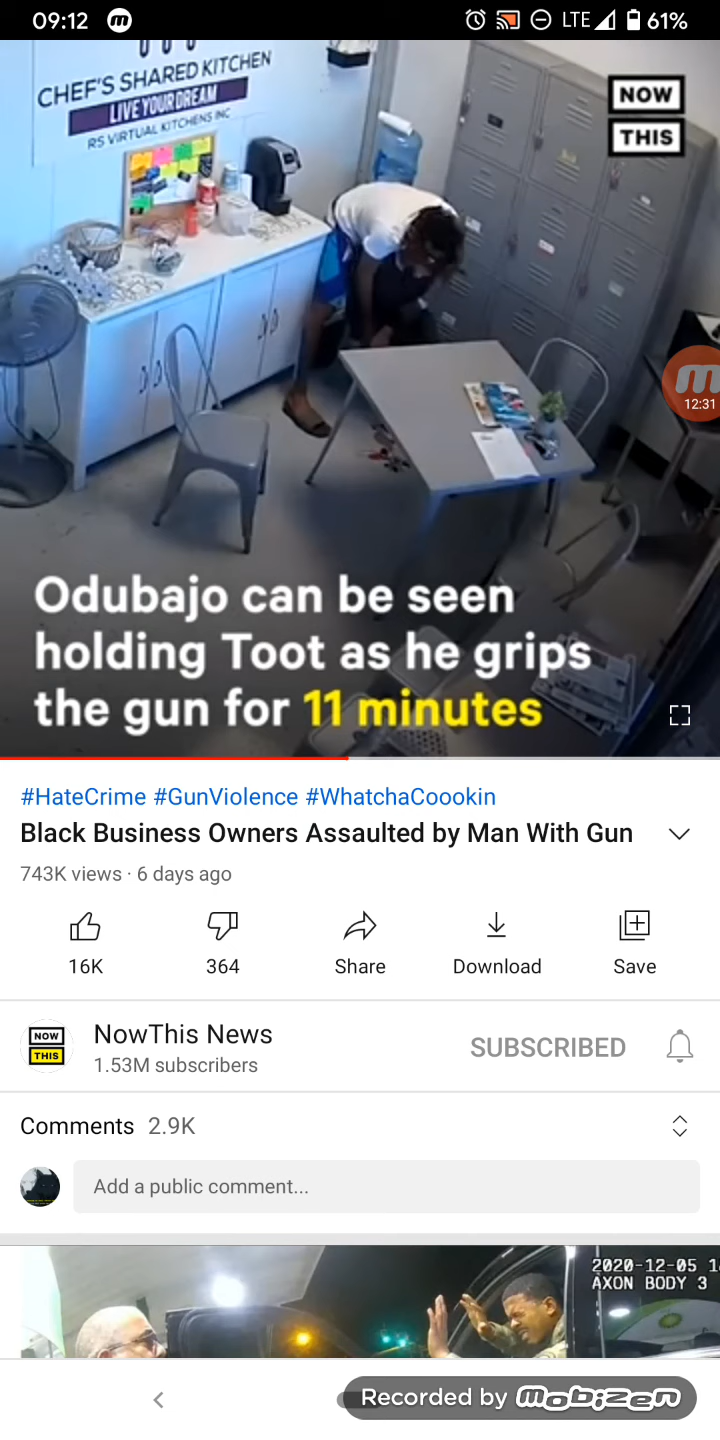 09:12
LTE
61%
CHEF'S SHARED KITCHEN
LIVE YOUR DREAM
RS VIRTUAL KITCHENS INC
NOW
THIS
12:31
Odubajo can be seen
holding Toot as he grips
the gun for 11 minutes
#HateCrime #GunViolence #WhatchaCoookin
Black Business Owners Assaulted by Man With Gun
743K views · 6 days ago
16K
364
Share
Download
Save
NOW
THIS
NowThis News
1.53M subscribers
SUBSCRIBED
Comments 2.9K
Add a public comment...
2020-12-05
AXON BODY 3
Recorded by mobizen